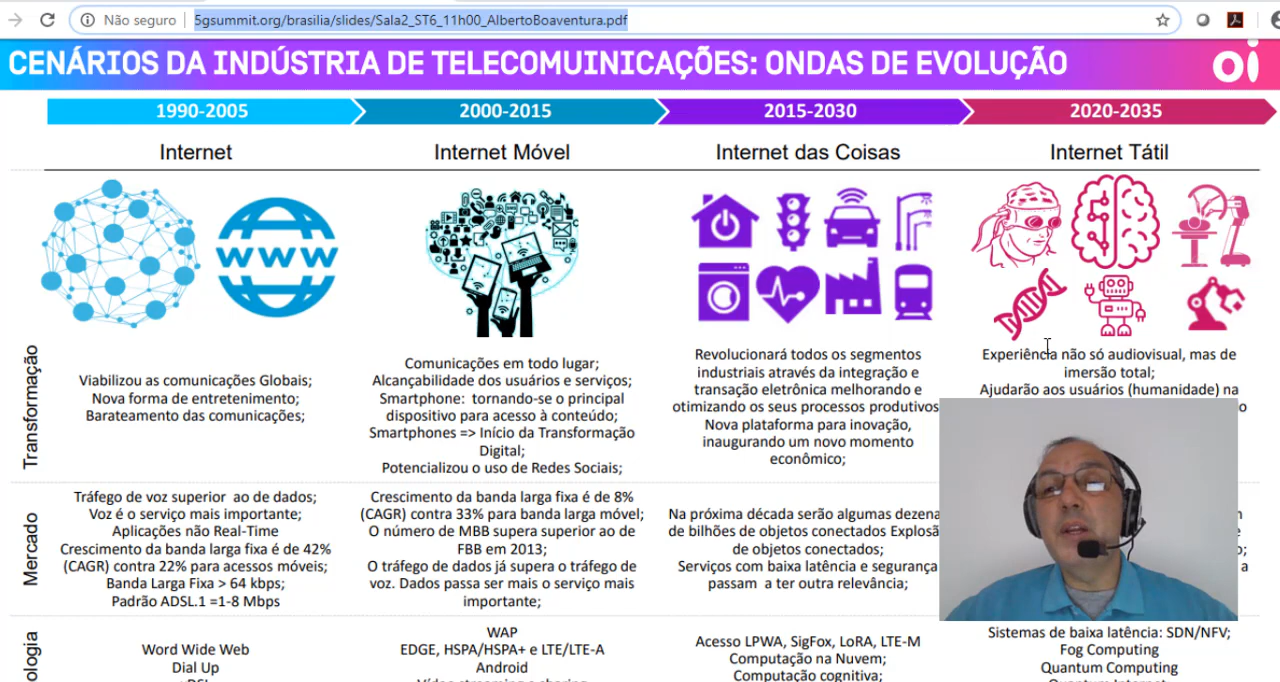 Não seguro
5gsummit.org/brasilia/slides/Sala2_ST6_11h00_AlbertoBoaventura.pdf
CENÁRIOS DA INDÚSTRIA DE TELECOMUINICAÇÕES: ONDAS DE EVOLUÇÃO
oi
1990-2005
2000-2015
2015-2030
2020-2035
Internet
Internet Móvel
Internet das Coisas
Internet Tátil
www
Transformação
Viabilizou as comunicações Globais;
Nova forma de entretenimento;
Barateamento das comunicações;
Comunicações em todo lugar;
Alcançabilidade dos usuários e serviços;
Smartphone: tornando-se o principal
dispositivo para acesso à conteúdo;
Smartphones => Início da Transformação
Digital;
Potencializou o uso de Redes Sociais;
Revolucionará todos os segmentos
industriais através da integração e
transação eletrônica melhorando e
otimizando os seus processos produtivos
Nova plataforma para inovação,
inaugurando um novo momento
econômico;
Experiência não só audiovisual, mas de
imersão total;
Ajudarão aos usuários (humanidade) na
Mercado
Tráfego de voz superior ao de dados;
Voz é o serviço mais importante;
Aplicações não Real-Time
Crescimento da banda larga fixa é de 42%
(CAGR) contra 22% para acessos móveis;
Banda Larga Fixa > 64 kbps;
Padrão ADSL.1 =1-8 Mbps
Crescimento da banda larga fixa é de 8%
(CAGR) contra 33% para banda larga móvel;
O número de MBB supera superior ao de
FBB em 2013;
O tráfego de dados já supera o tráfego de
voz. Dados passa ser mais o serviço mais
importante;
Na próxima década serão algumas dezena
de bilhões de objetos conectados Explosã
de objetos conectados;
Serviços com baixa latência e segurança
passam a ter outra relevância;
a
ologia
Word Wide Web
Dial Up
WAP
EDGE, HSPA/HSPA+ e LTE/LTE-A
Android
Acesso LPWA, SigFox, LoRA, LTE-M
Computação na Nuvem;
Computação cognitiva;
Sistemas de baixa latência: SDN/NFV;
Fog Computing
Quantum Computing